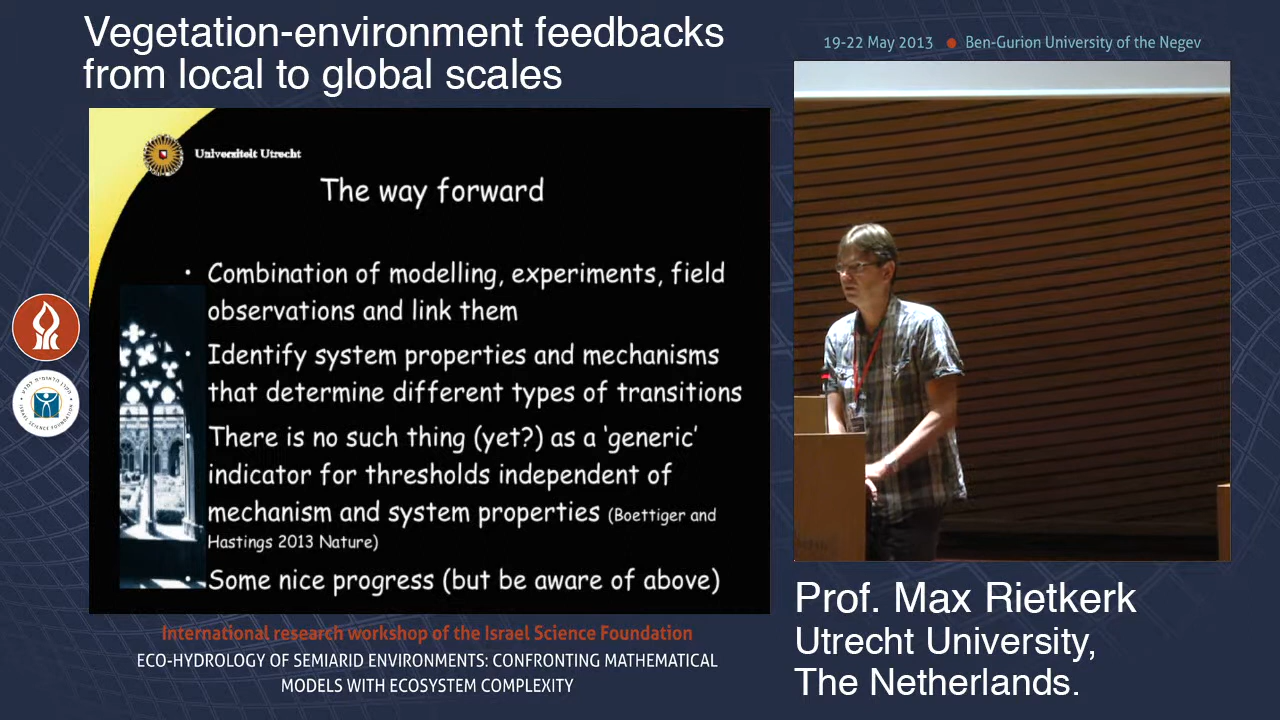 Vegetation-environment feedbacks
from local to global scales
19-22 May 2013 ● Ben-Gurion University of the Negev
Universiteit Utrecht
The way forward
• Combination of modelling, experiments, field
observations and link them
• Identify system properties and mechanisms
that determine different types of transitions
There is no such thing (yet?) as a ‘generic’
indicator for thresholds independent of
mechanism and system properties (Boettiger and
Hastings 2013 Nature)
• Some nice progress (but be aware of above)
International research workshop of the Israel Science Foundation
ECO-HYDROLOGY OF SEMIARID ENVIRONMENTS: CONFRONTING MATHEMATICAL
MODELS WITH ECOSYSTEM COMPLEXITY
Prof. Max Rietkerk
Utrecht University,
The Netherlands.
ISRAEL SCIENCE FOUNDATION